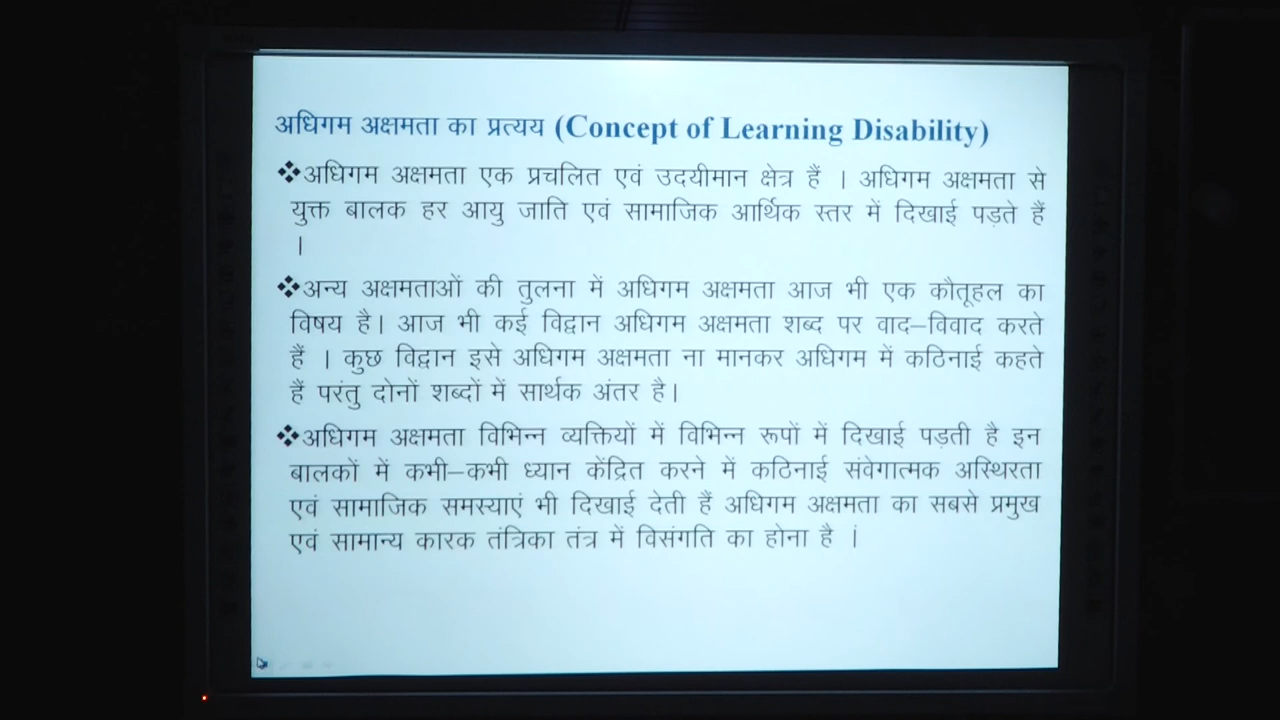 अधिगम अक्षमता का प्रत्यय (Concept of Learning Disability)
❖अधिगम अक्षमता एक प्रचलित एवं उदयीमान क्षेत्र हैं । अधिगम अक्षमता से
युक्त बालक हर आयु जाति एवं सामाजिक आर्थिक स्तर में दिखाई पड़ते हैं
।
❖अन्य अक्षमताओं की तुलना में अधिगम अक्षमता आज भी एक कौतूहल का
विषय है। आज भी कई विद्वान अधिगम अक्षमता शब्द पर वाद–विवाद करते
हैं । कुछ विद्वान इसे अधिगम अक्षमता ना मानकर अधिगम में कठिनाई कहते
हैं परंतु दोनों शब्दों में सार्थक अंतर है।
❖अधिगम अक्षमता विभिन्न व्यक्तियों में विभिन्न रूपों में दिखाई पड़ती है इन
बालकों में कभी–कभी ध्यान केंद्रित करने में कठिनाई संवेगात्मक अस्थिरता
एवं सामाजिक समस्याएं भी दिखाई देती हैं अधिगम अक्षमता का सबसे प्रमुख
एवं सामान्य कारक तंत्रिका तंत्र में विसंगति का होना है ।